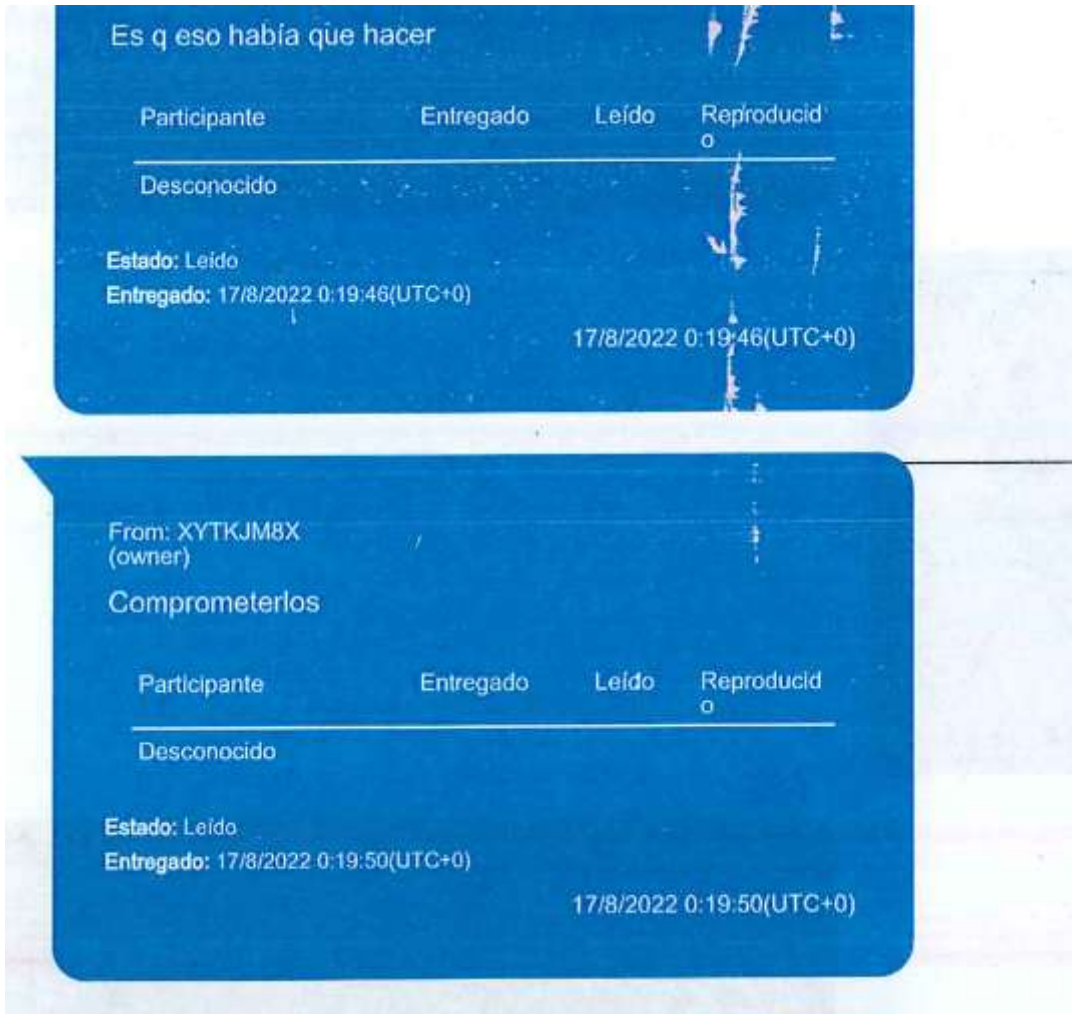 Es q eso había que hacer
Participante Entregado Leído Reproducid
o
Desconocido
Estado: Leído
Entregado: 17/8/2022 0:19:46(UTC+0)
17/8/2022 0:19:46(UTC+0)
From: XYTKJM8X
(owner)
Comprometerlos
Participante Entregado Leído Reproducid
o
Desconocido
Estado: Leído
Entregado: 17/8/2022 0:19:50(UTC+0)
17/8/2022 0:19:50(UTC+0)